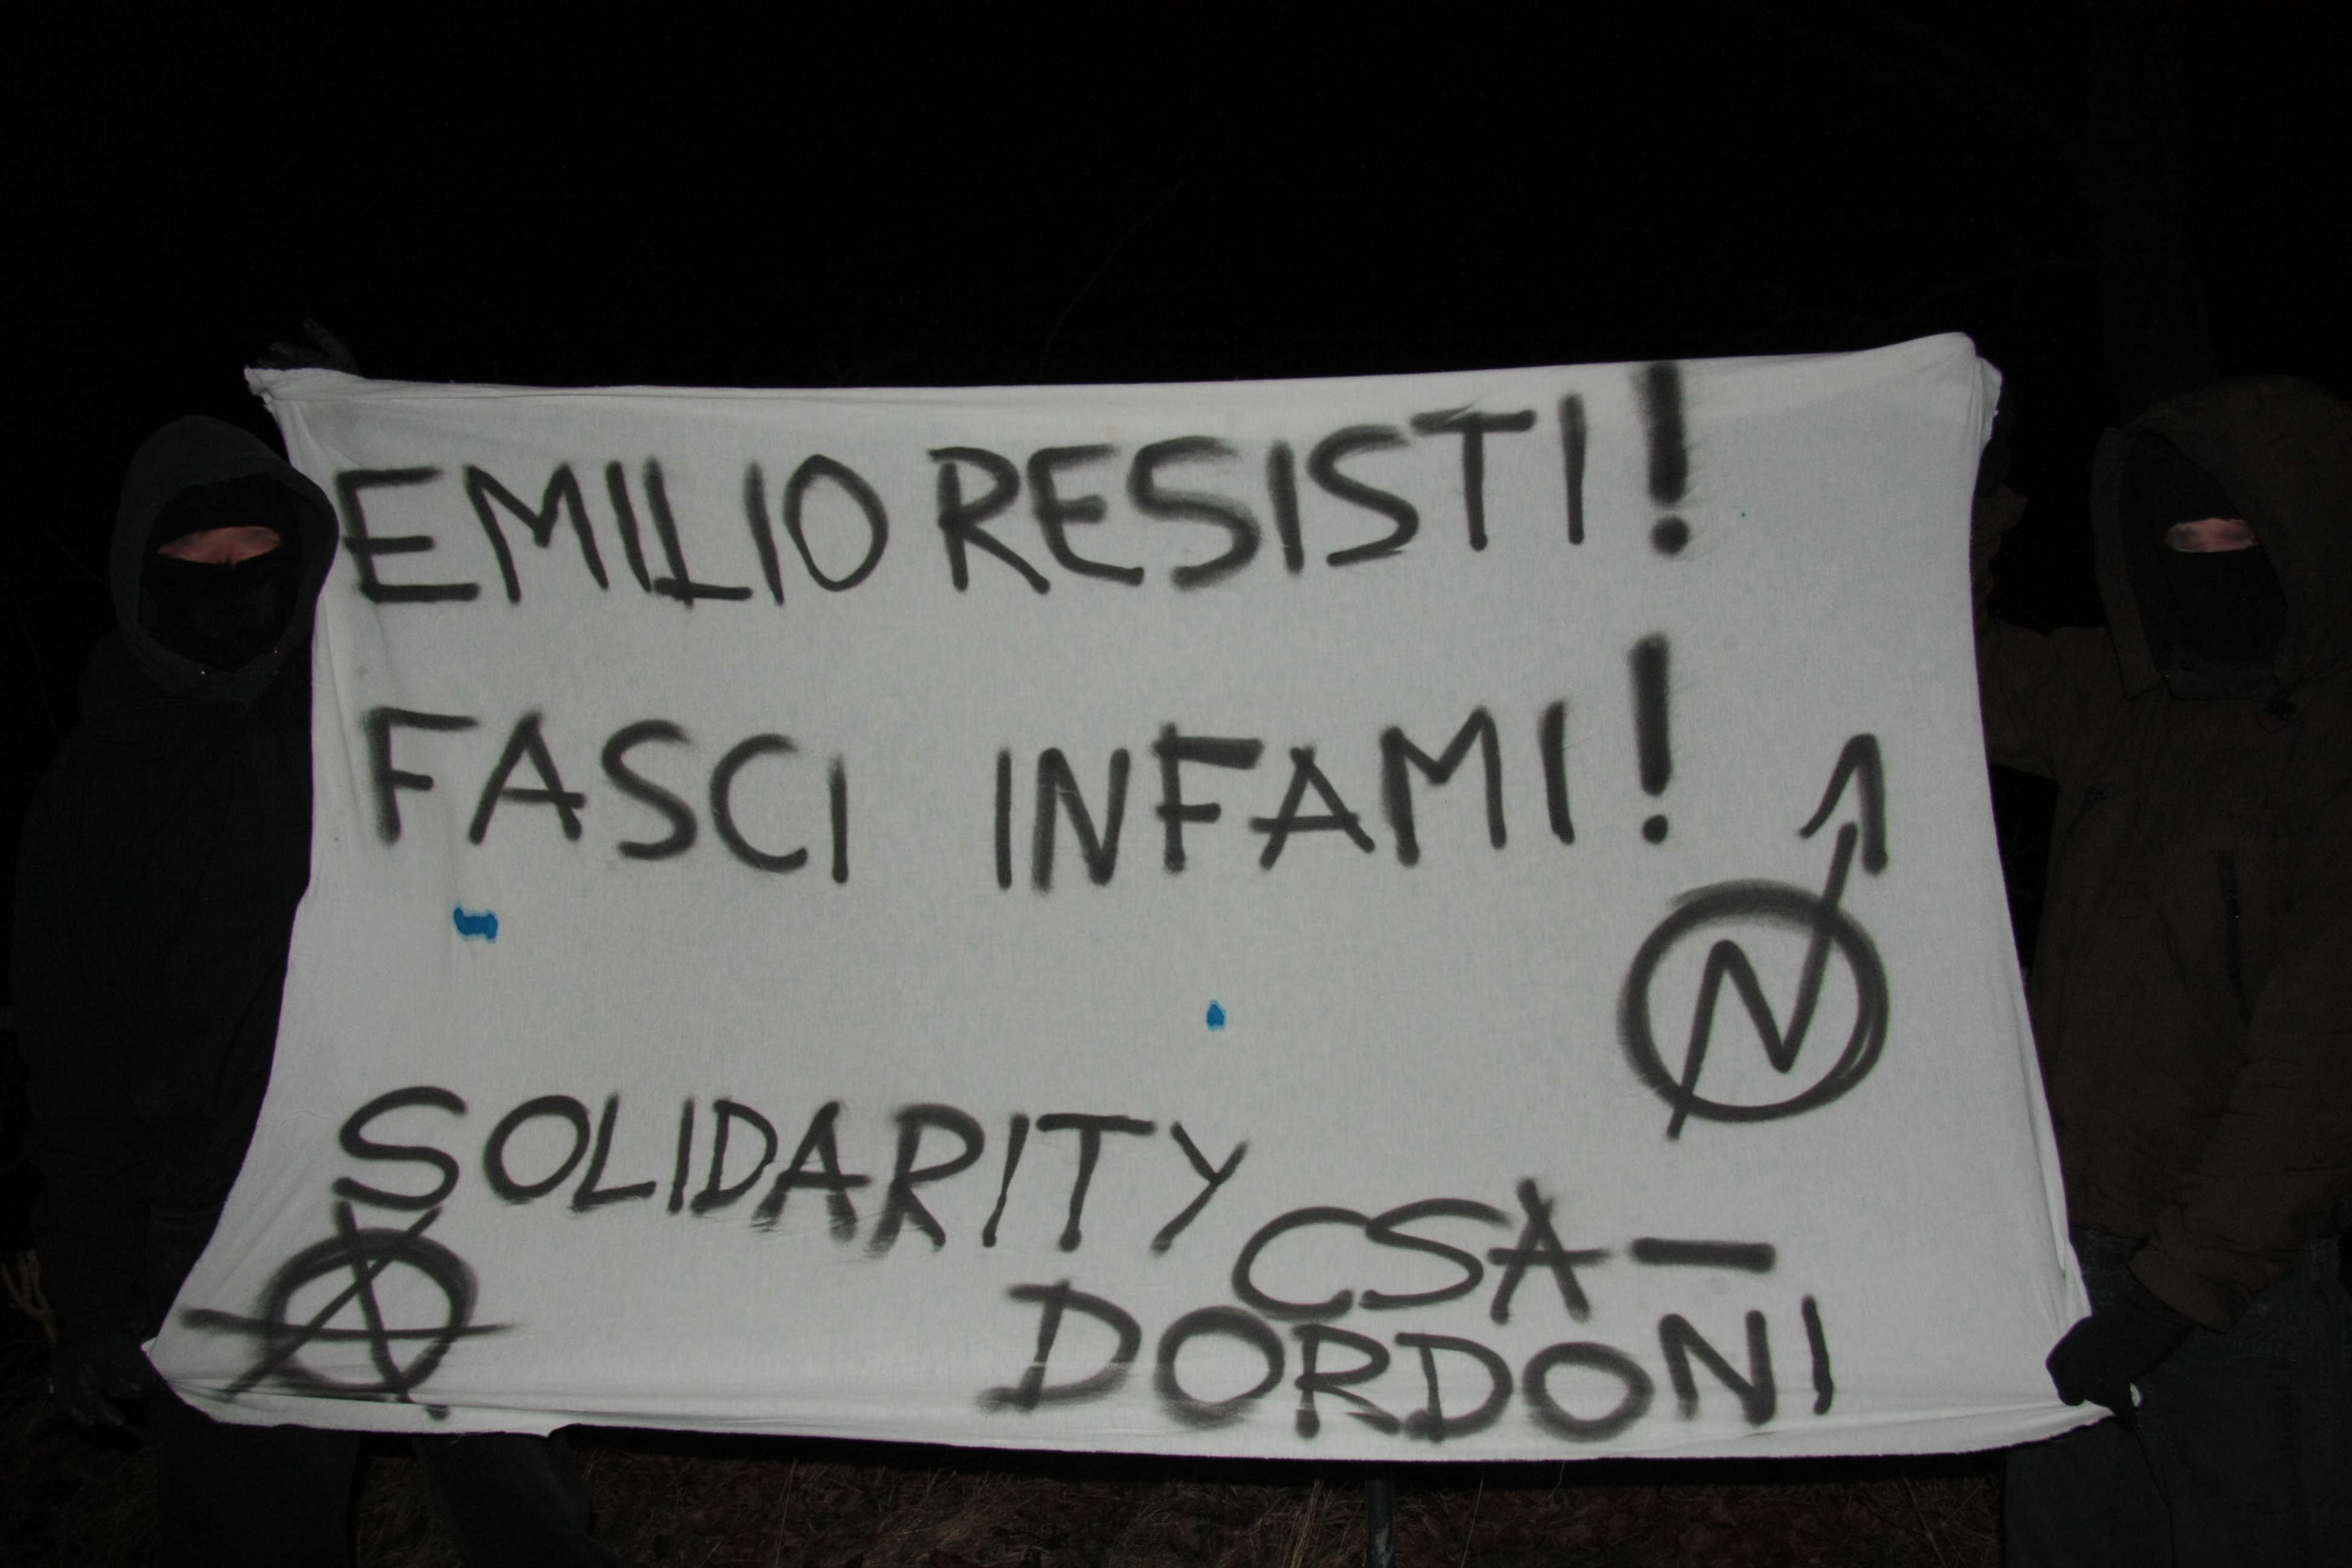 EMILIO RESISTI!
FASCI INFAMI!
N
SOLIDARITY
CSA-
DORDONI
A